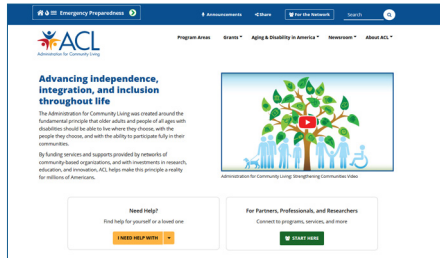 Emergency Preparedness
Announcements
Share
For the Network
Search
ACL
Administration for Community Living
Program Areas
Grants
Aging & Disability in America
Newsroom
About ACL
Advancing independence,
integration, and inclusion
throughout life
The Administration for Community Living was created around the
fundamental principle that older adults and people of all ages with
disabilities should be able to live where they choose, with the
people they choose, and with the ability to participate fully in their
communities.
By funding services and supports provided by networks of
community-based organizations, and with investments in research,
education, and innovation, ACL helps make this principle a reality
for millions of Americans.
Administration for Community Living: Strengthening Communities Video
Need Help?
Find help for yourself or a loved one
I NEED HELP WITH
For Partners, Professionals, and Researchers
Connect to programs, services, and more
START HERE